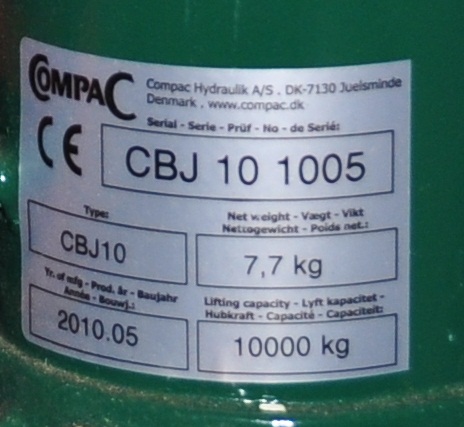 COMPAC
Compac Hydraulik A/S . DK-7130 Juelsminde
Denmark . www.compac.dk
CE
Serial - Serie - Prüf - No - de Serié:
CBJ 10 1005
Type:
CBJ10
Net weight - Vægt - Vikt
Nettogewicht - Poids net.:
7,7 kg
Yr. of mfg - Prod. år - Baujahr
Année - Bouwj.:
2010.05
Lifting capacity - Lyft kapacitet -
Hubkraft - Capacité - Capaciteit:
10000 kg